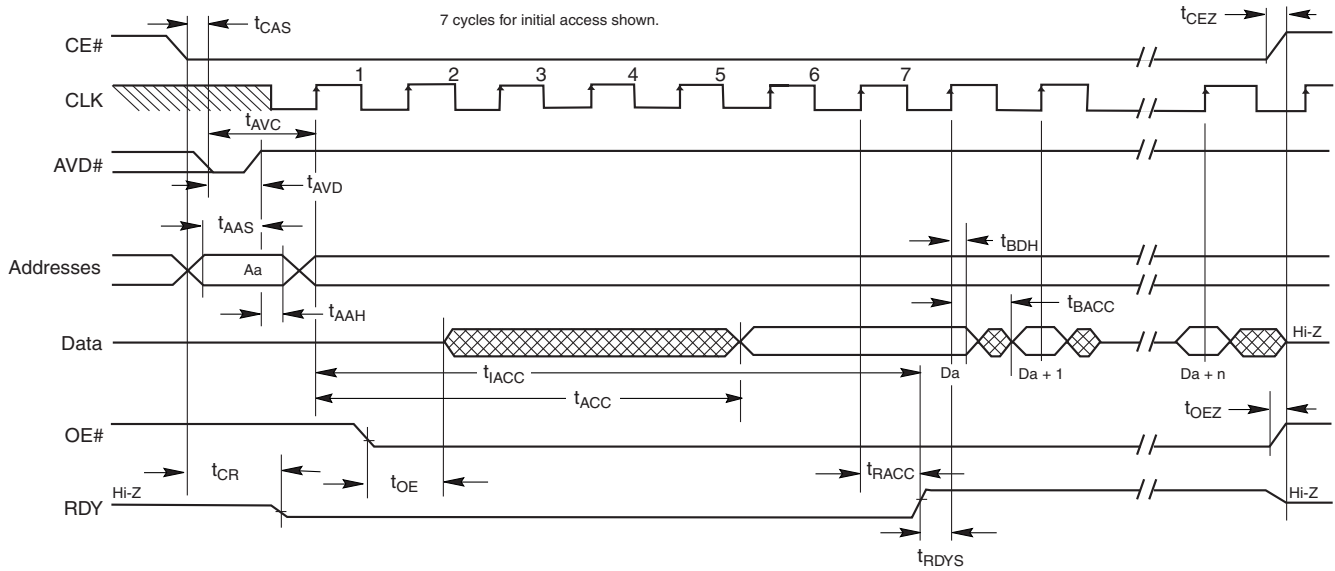 7 cycles for initial access shown.
tCAS
tCEZ
CE#
1 2 3 4 5 6 7
CLK
tAVC
AVD#
tAVD
tAAS
tBDH
Addresses
Aa
tAAH
tBACC
Data
Hi-Z
tIACC
Da
Da + 1
Da + n
tACC
tOEZ
OE#
tCR
tOE
tRACC
Hi-Z
RDY
Hi-Z
tRDYS